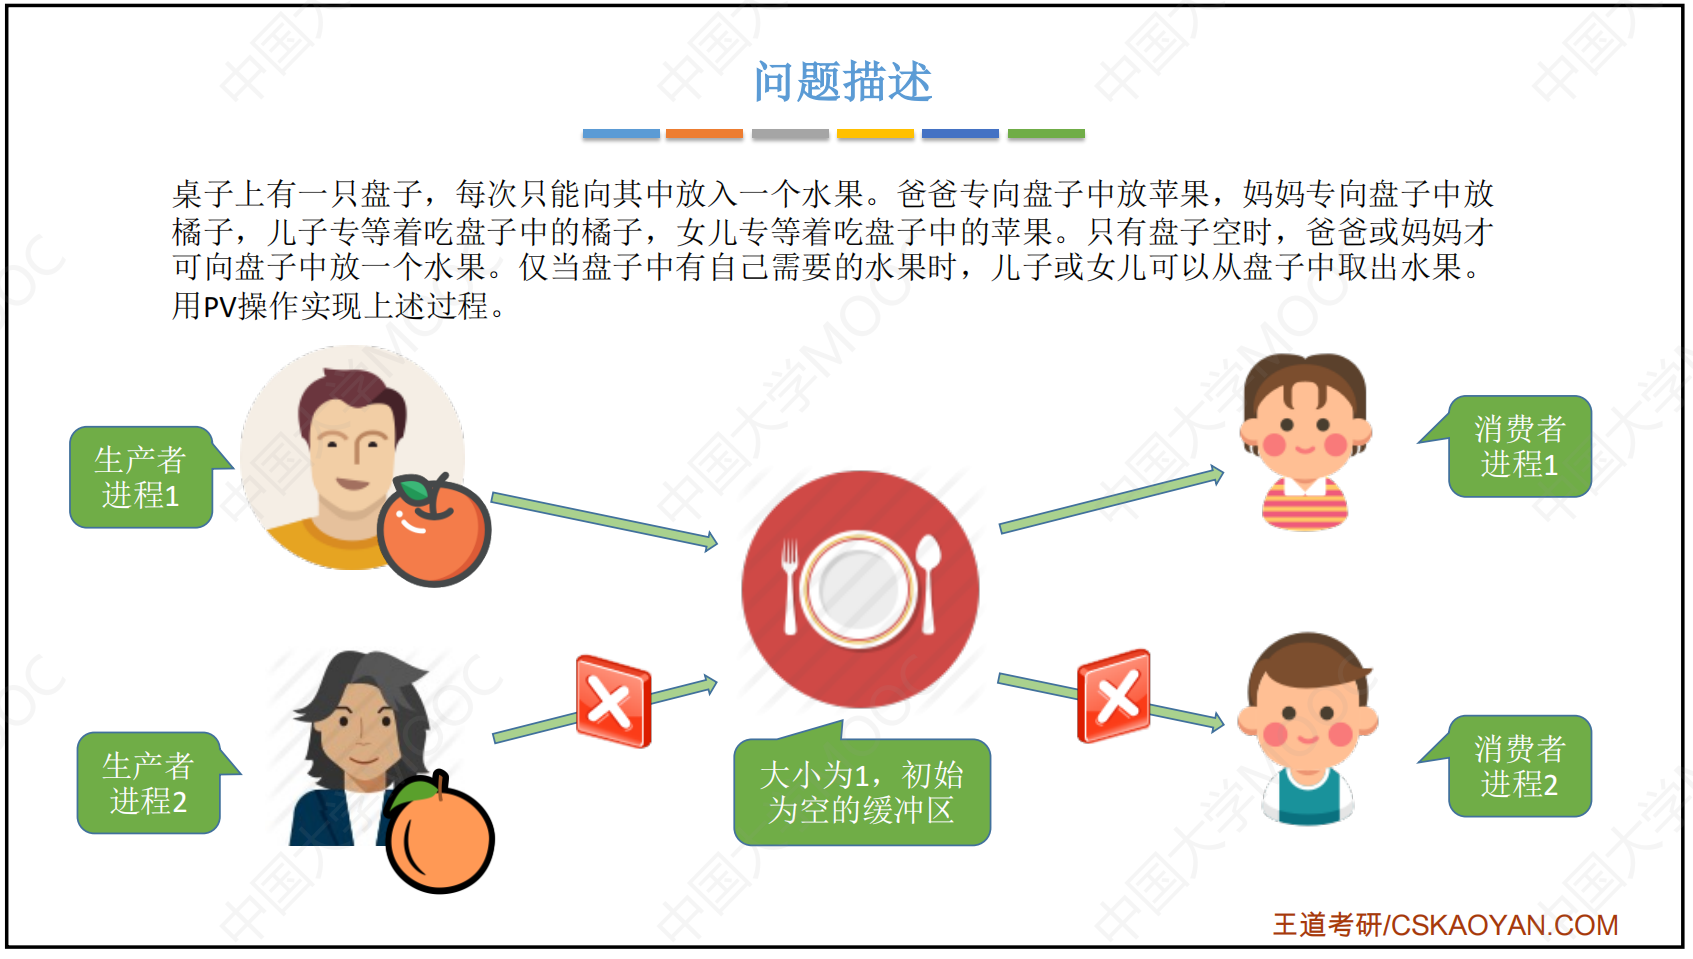 问题描述
桌子上有一只盘子，每次只能向其中放入一个水果。爸爸专向盘子中放苹果，妈妈专向盘子中放
橘子，儿子专等着吃盘子中的橘子，女儿专等着吃盘子中的苹果。只有盘子空时，爸爸或妈妈才
可向盘子中放一个水果。仅当盘子中有自己需要的水果时，儿子或女儿可以从盘子中取出水果。
用PV操作实现上述过程。
生产者
进程1
消费者
进程1
生产者
进程2
大小为1，初始
为空的缓冲区
消费者
进程2
王道考研/CSKAOYAN.COM
中国大学MOOC